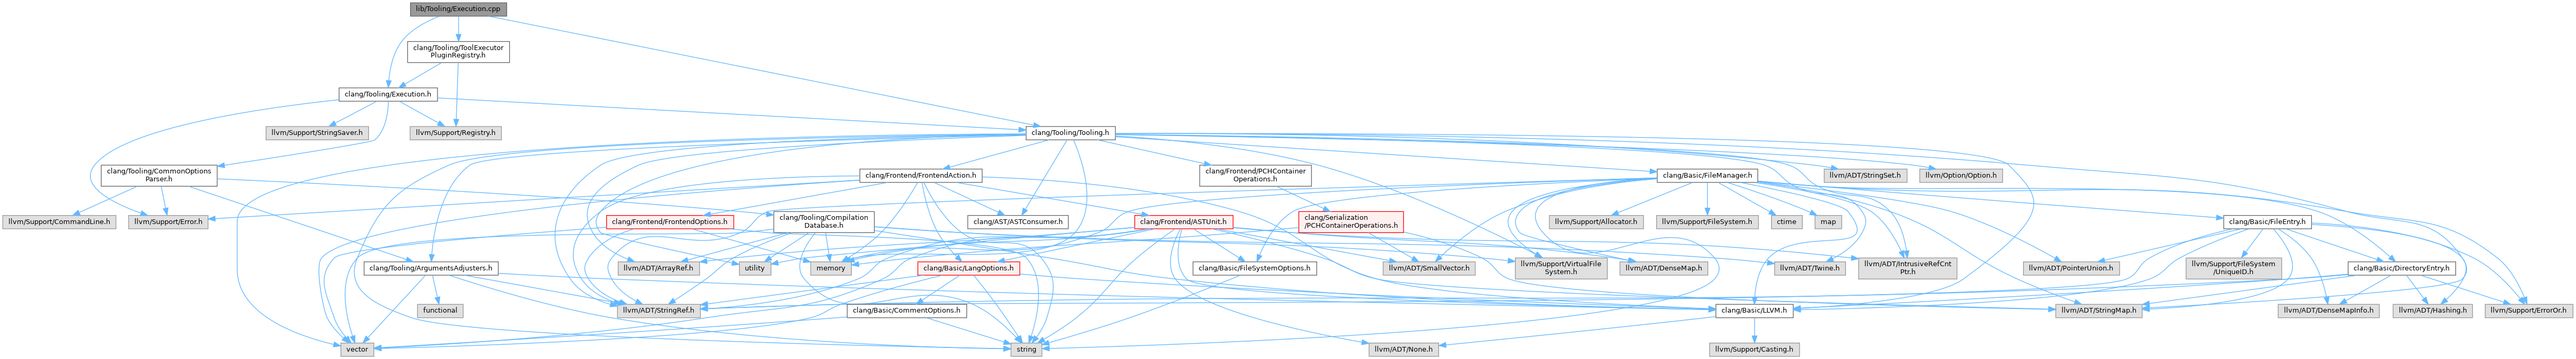 lib/Tooling/Execution.cpp
clang/Tooling/ToolExecutor
PluginRegistry.h
clang/Tooling/Execution.h
llvm/Support/StringSaver.h
llvm/Support/Registry.h
clang/Tooling/Tooling.h
clang/Tooling/CommonOptions
Parser.h
clang/Frontend/FrontendAction.h
clang/Frontend/PCHContainer
Operations.h
clang/Basic/FileManager.h
llvm/ADT/StringSet.h
llvm/Option/Option.h
llvm/Support/CommandLine.h
llvm/Support/Error.h
clang/Frontend/FrontendOptions.h
clang/Tooling/Compilation
Database.h
clang/AST/ASTConsumer.h
clang/Frontend/ASTUnit.h
clang/Serialization
/PCHContainerOperations.h
llvm/Support/Allocator.h
llvm/Support/FileSystem.h
ctime
map
clang/Basic/FileEntry.h
clang/Tooling/ArgumentsAdjusters.h
llvm/ADT/ArrayRef.h
utility
memory
clang/Basic/LangOptions.h
clang/Basic/FileSystemOptions.h
llvm/ADT/SmallVector.h
llvm/Support/VirtualFile
System.h
llvm/ADT/DenseMap.h
llvm/ADT/Twine.h
llvm/ADT/IntrusiveRefCnt
Ptr.h
llvm/ADT/PointerUnion.h
llvm/Support/FileSystem
/UniqueID.h
clang/Basic/DirectoryEntry.h
functional
llvm/ADT/StringRef.h
clang/Basic/CommentOptions.h
clang/Basic/LLVM.h
llvm/ADT/StringMap.h
llvm/ADT/DenseMapInfo.h
llvm/ADT/Hashing.h
llvm/Support/ErrorOr.h
vector
string
llvm/ADT/None.h
llvm/Support/Casting.h